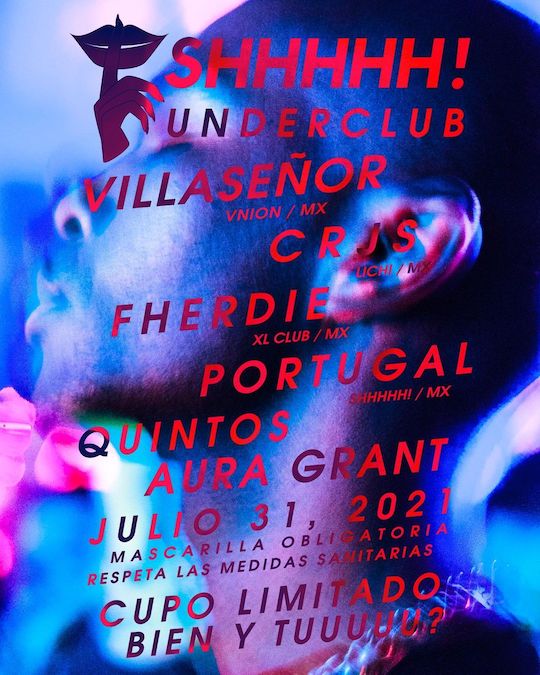 SHHHHH!
UNDERCLUB
VILLASEÑOR
VNION / MX
CRJS
LICHI / MX
FHERDIE
XL CLUB / MX
PORTUGAL
SHHHHH! / MX
QUINTOS
AURA GRANT
JULIO 31, 2021
MASCARILLA OBLIGATORIA
RESPETA LAS MEDIDAS SANITARIAS
CUPO LIMITADO
BIEN Y TUUUUU?